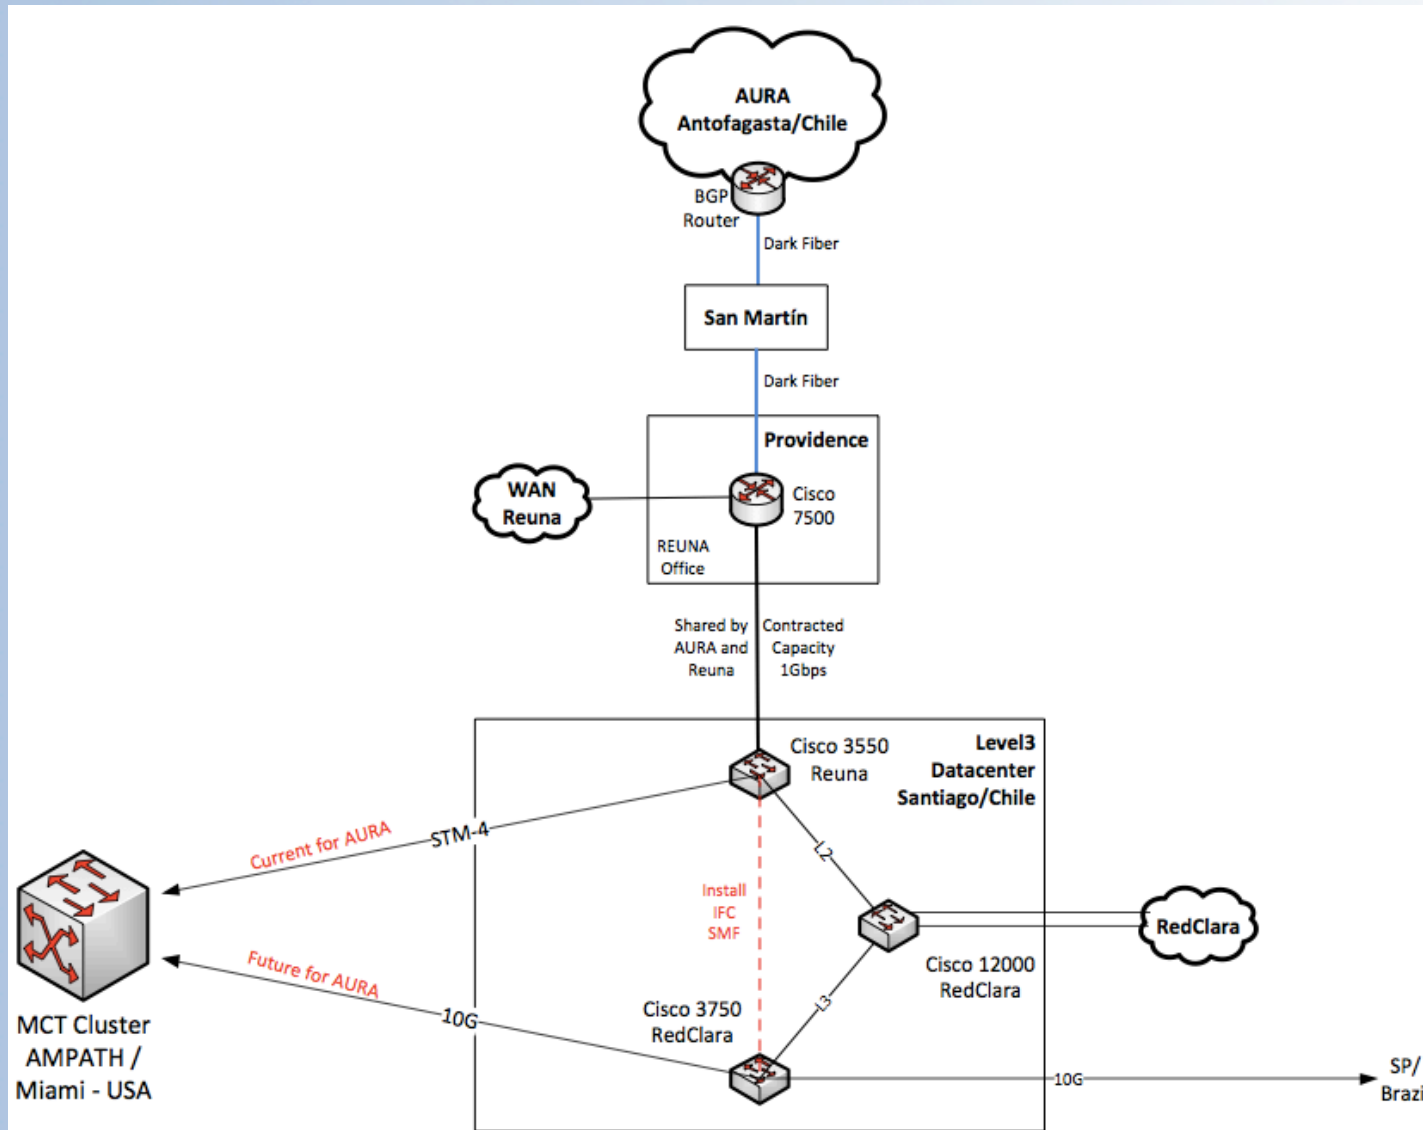 AURA
Antofagasta/Chile
BGP
Router
Dark Fiber
San Martín
Dark Fiber
Providence
WAN
Reuna
Cisco
7500
REUNA
Office
Shared by
AURA and
Reuna
Contracted
Capacity
1Gbps
Cisco 3550
Reuna
Level3
Datacenter
Santiago/Chile
Current for AURA
STM-4
L2
Install
IFC
SMF
RedClara
Cisco 12000
RedClara
Future for AURA
10G
L3
Cisco 3750
RedClara
MCT Cluster
AMPATH /
Miami - USA
10G
SP/
Brazi